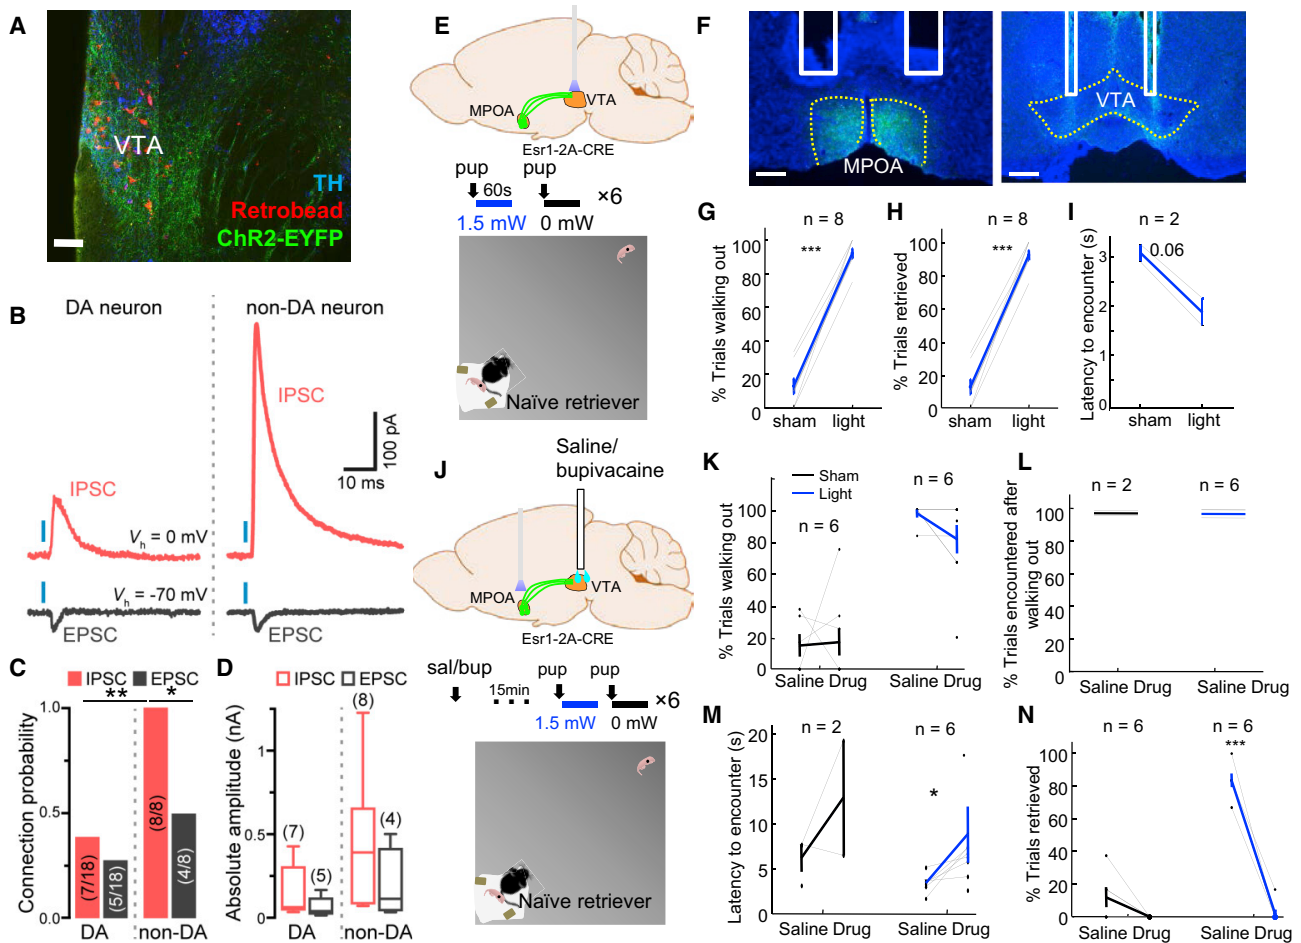 A
VTA
TH
Retrobead
ChR2-EYFP
B
DA neuron
non-DA neuron
IPSC
IPSC
100 pA
10 ms
Vh = 0 mV
Vh = -70 mV
EPSC
EPSC
C
IPSC EPSC
** *
Connection probability
1.0
0.5
0.0
(7/18)
(5/18)
(8/8)
(4/8)
DA non-DA
D
IPSC EPSC
Absolute amplitude (nA)
1
0.5
0
(7)
(5)
(8)
(4)
DA non-DA
E
MPOA
VTA
Esr1-2A-CRE
pup pup
60s
×6
1.5 mW 0 mW
Naïve retriever
F
MPOA
VTA
G
n = 8
***
% Trials walking out
100
80
60
40
20
0
sham light
H
n = 8
***
% Trials retrieved
100
80
60
40
20
0
sham light
I
n = 2
0.06
Latency to encounter (s)
3
2
1
0
sham light
J
Saline/
bupivacaine
MPOA
VTA
Esr1-2A-CRE
sal/bup
15min
pup pup
×6
1.5 mW 0 mW
Naïve retriever
K
Sham
Light
n = 6
n = 6
% Trials walking out
100
80
60
40
20
0
Saline Drug Saline Drug
L
n = 2 n = 6
% Trials encountered after
walking out
100
80
60
40
20
0
Saline Drug Saline Drug
M
n = 2 n = 6
*
Latency to encounter (s)
20
15
10
5
0
Saline Drug Saline Drug
N
n = 6 n = 6
***
% Trials retrieved
100
80
60
40
20
0
Saline Drug Saline Drug